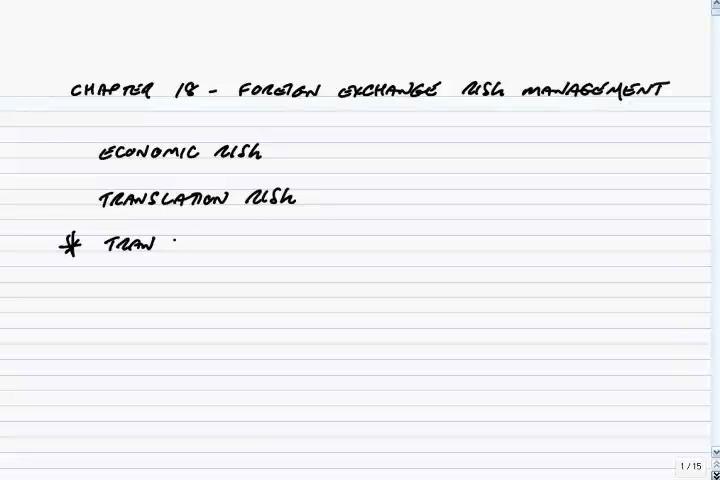 CHAPTER 18 - FOREIGN EXCHANGE RISK MANAGEMENT
ECONOMIC RISK
TRANSLATION RISK
* TRAN
1 / 15